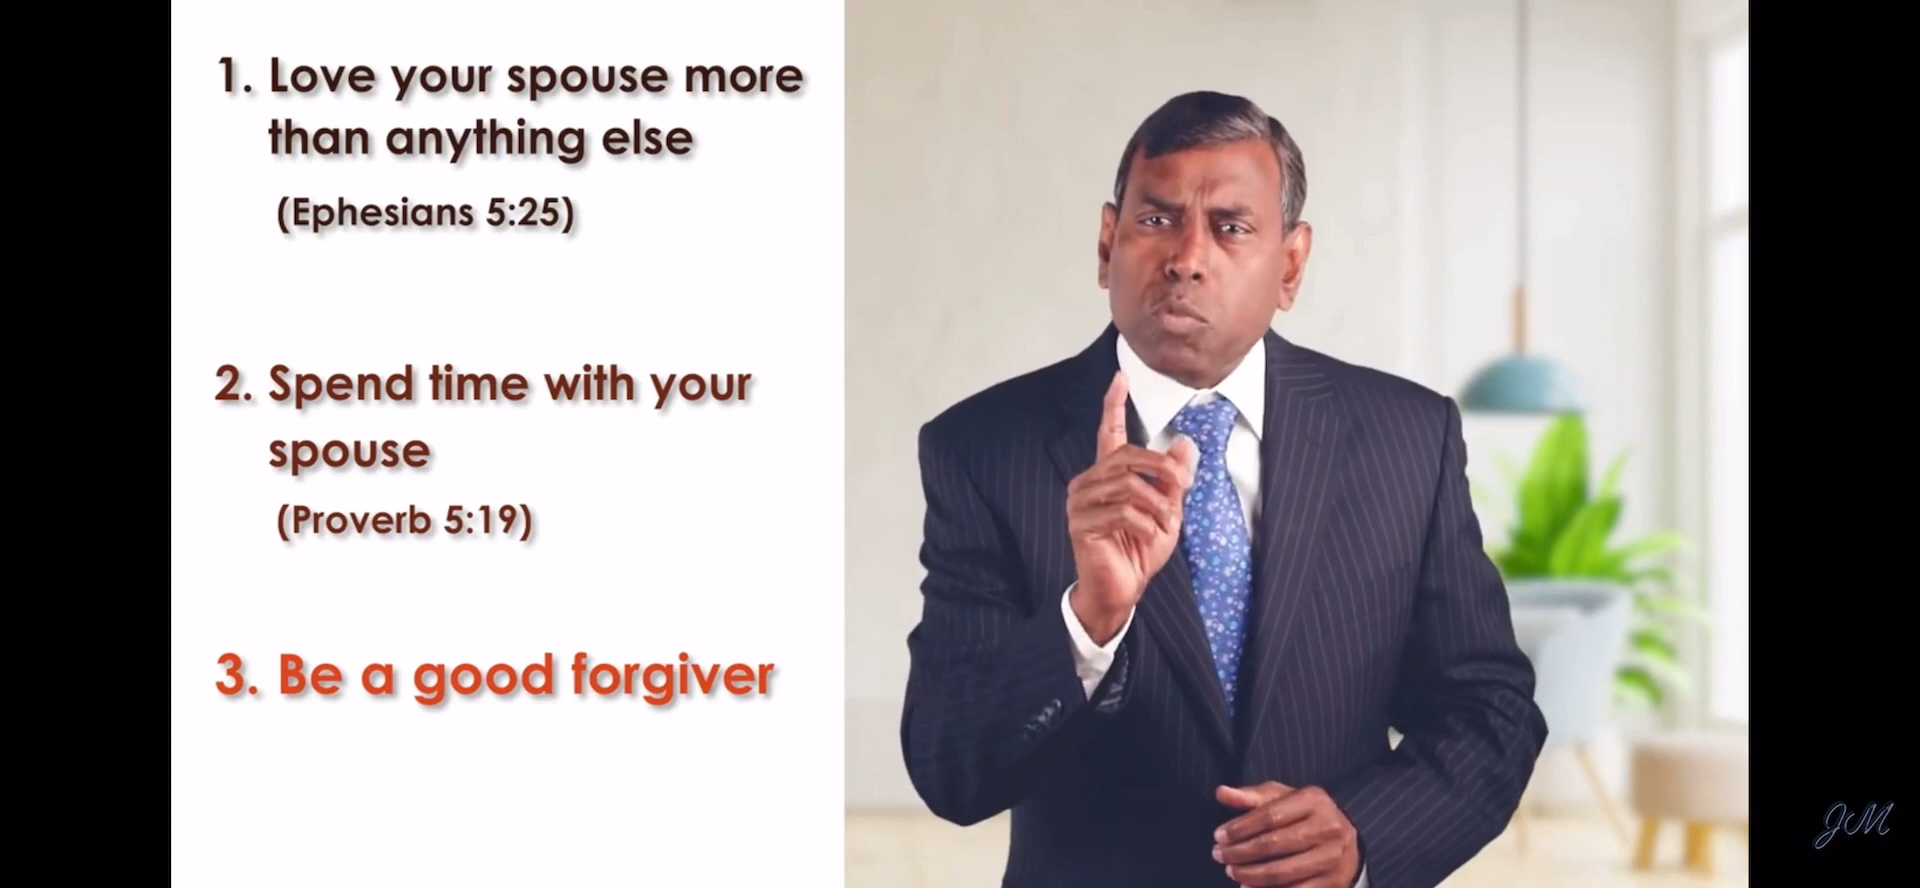 1. Love your spouse more
than anything else
(Ephesians 5:25)
2. Spend time with your
spouse
(Proverb 5:19)
3. Be a good forgiver
JM